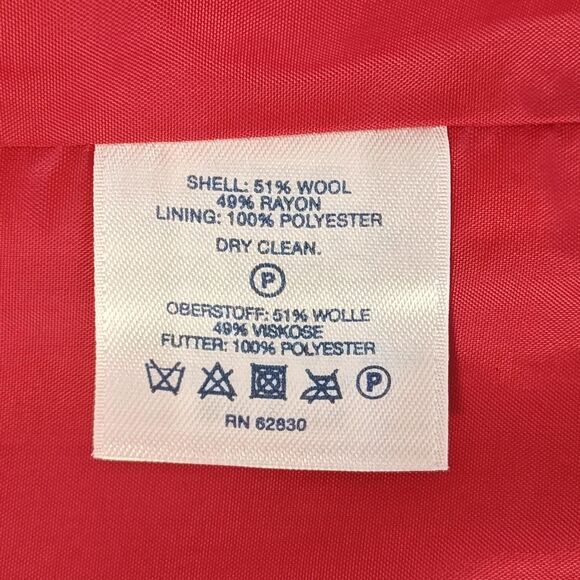 SHELL: 51% WOOL
49% RAYON
LINING: 100% POLYESTER
DRY CLEAN.
P
OBERSTOFF: 51% WOLLE
49% VISKOSE
FUTTER: 100% POLYESTER
P
RN 62830